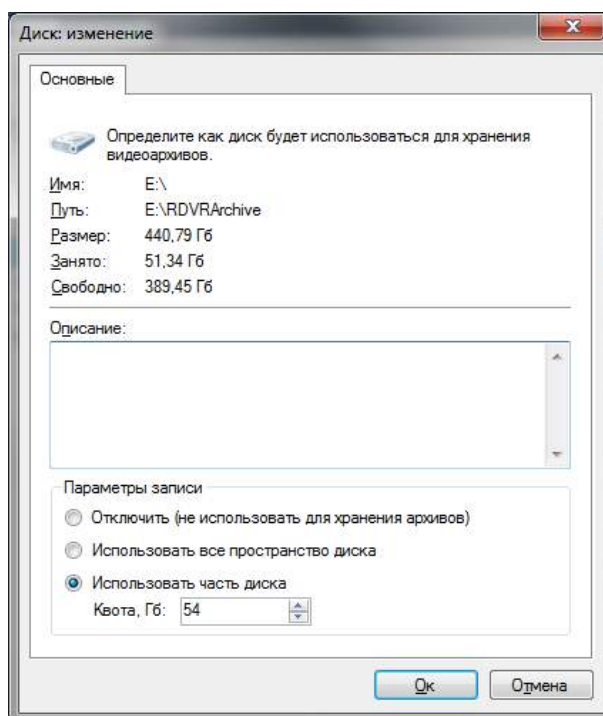 Диск: изменение
Основные
Определите как диск будет использоваться для хранения
видеоархивов.
Имя: E:\
Путь: E:\RDVRArchive
Размер: 440,79 Гб
Занято: 51,34 Гб
Свободно: 389,45 Гб
Описание:
Параметры записи
Отключить (не использовать для хранения архивов)
Использовать все пространство диска
Использовать часть диска
Квота, Гб: 54
Ок Отмена